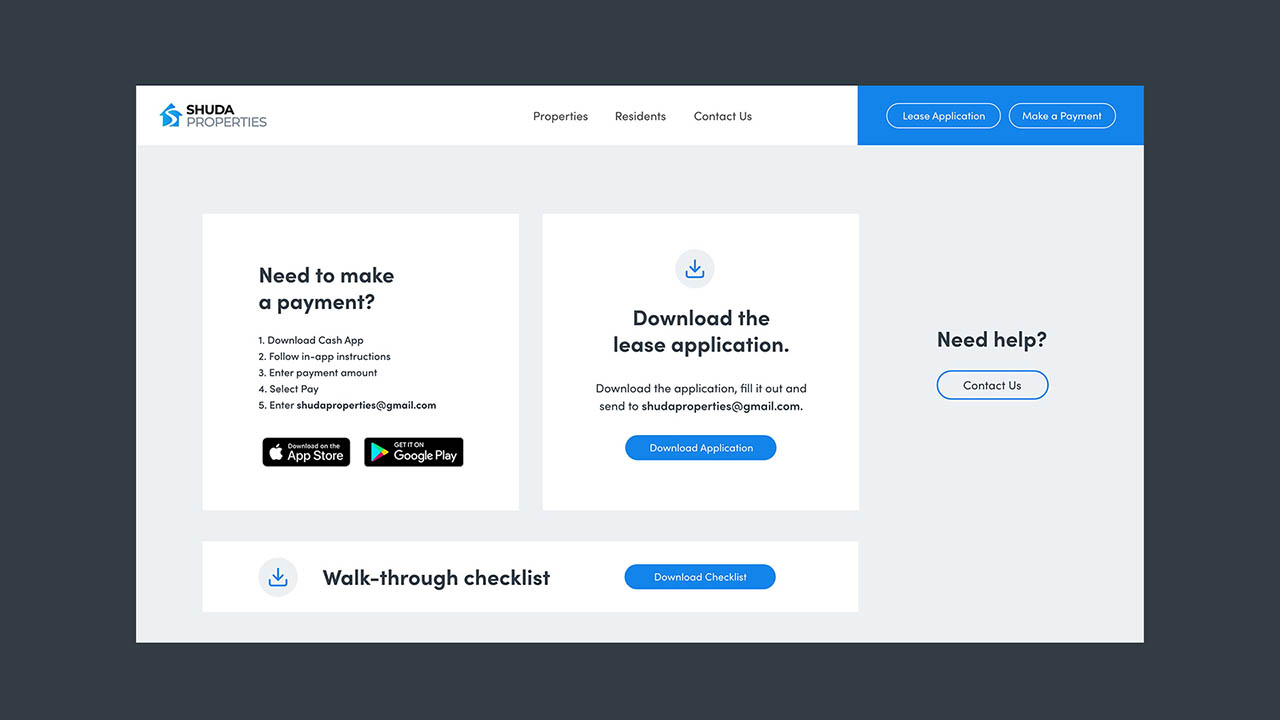 SHUDA
PROPERTIES
Properties
Residents
Contact Us
Lease Application
Make a Payment
Need to make
a payment?
1. Download Cash App
2. Follow in-app instructions
3. Enter payment amount
4. Select Pay
5. Enter shudaproperties@gmail.com
Download on the
App Store
GET IT ON
Google Play
Download the
lease application.
Download the application, fill it out and
send to shudaproperties@gmail.com.
Download Application
Need help?
Contact Us
Walk-through checklist
Download Checklist